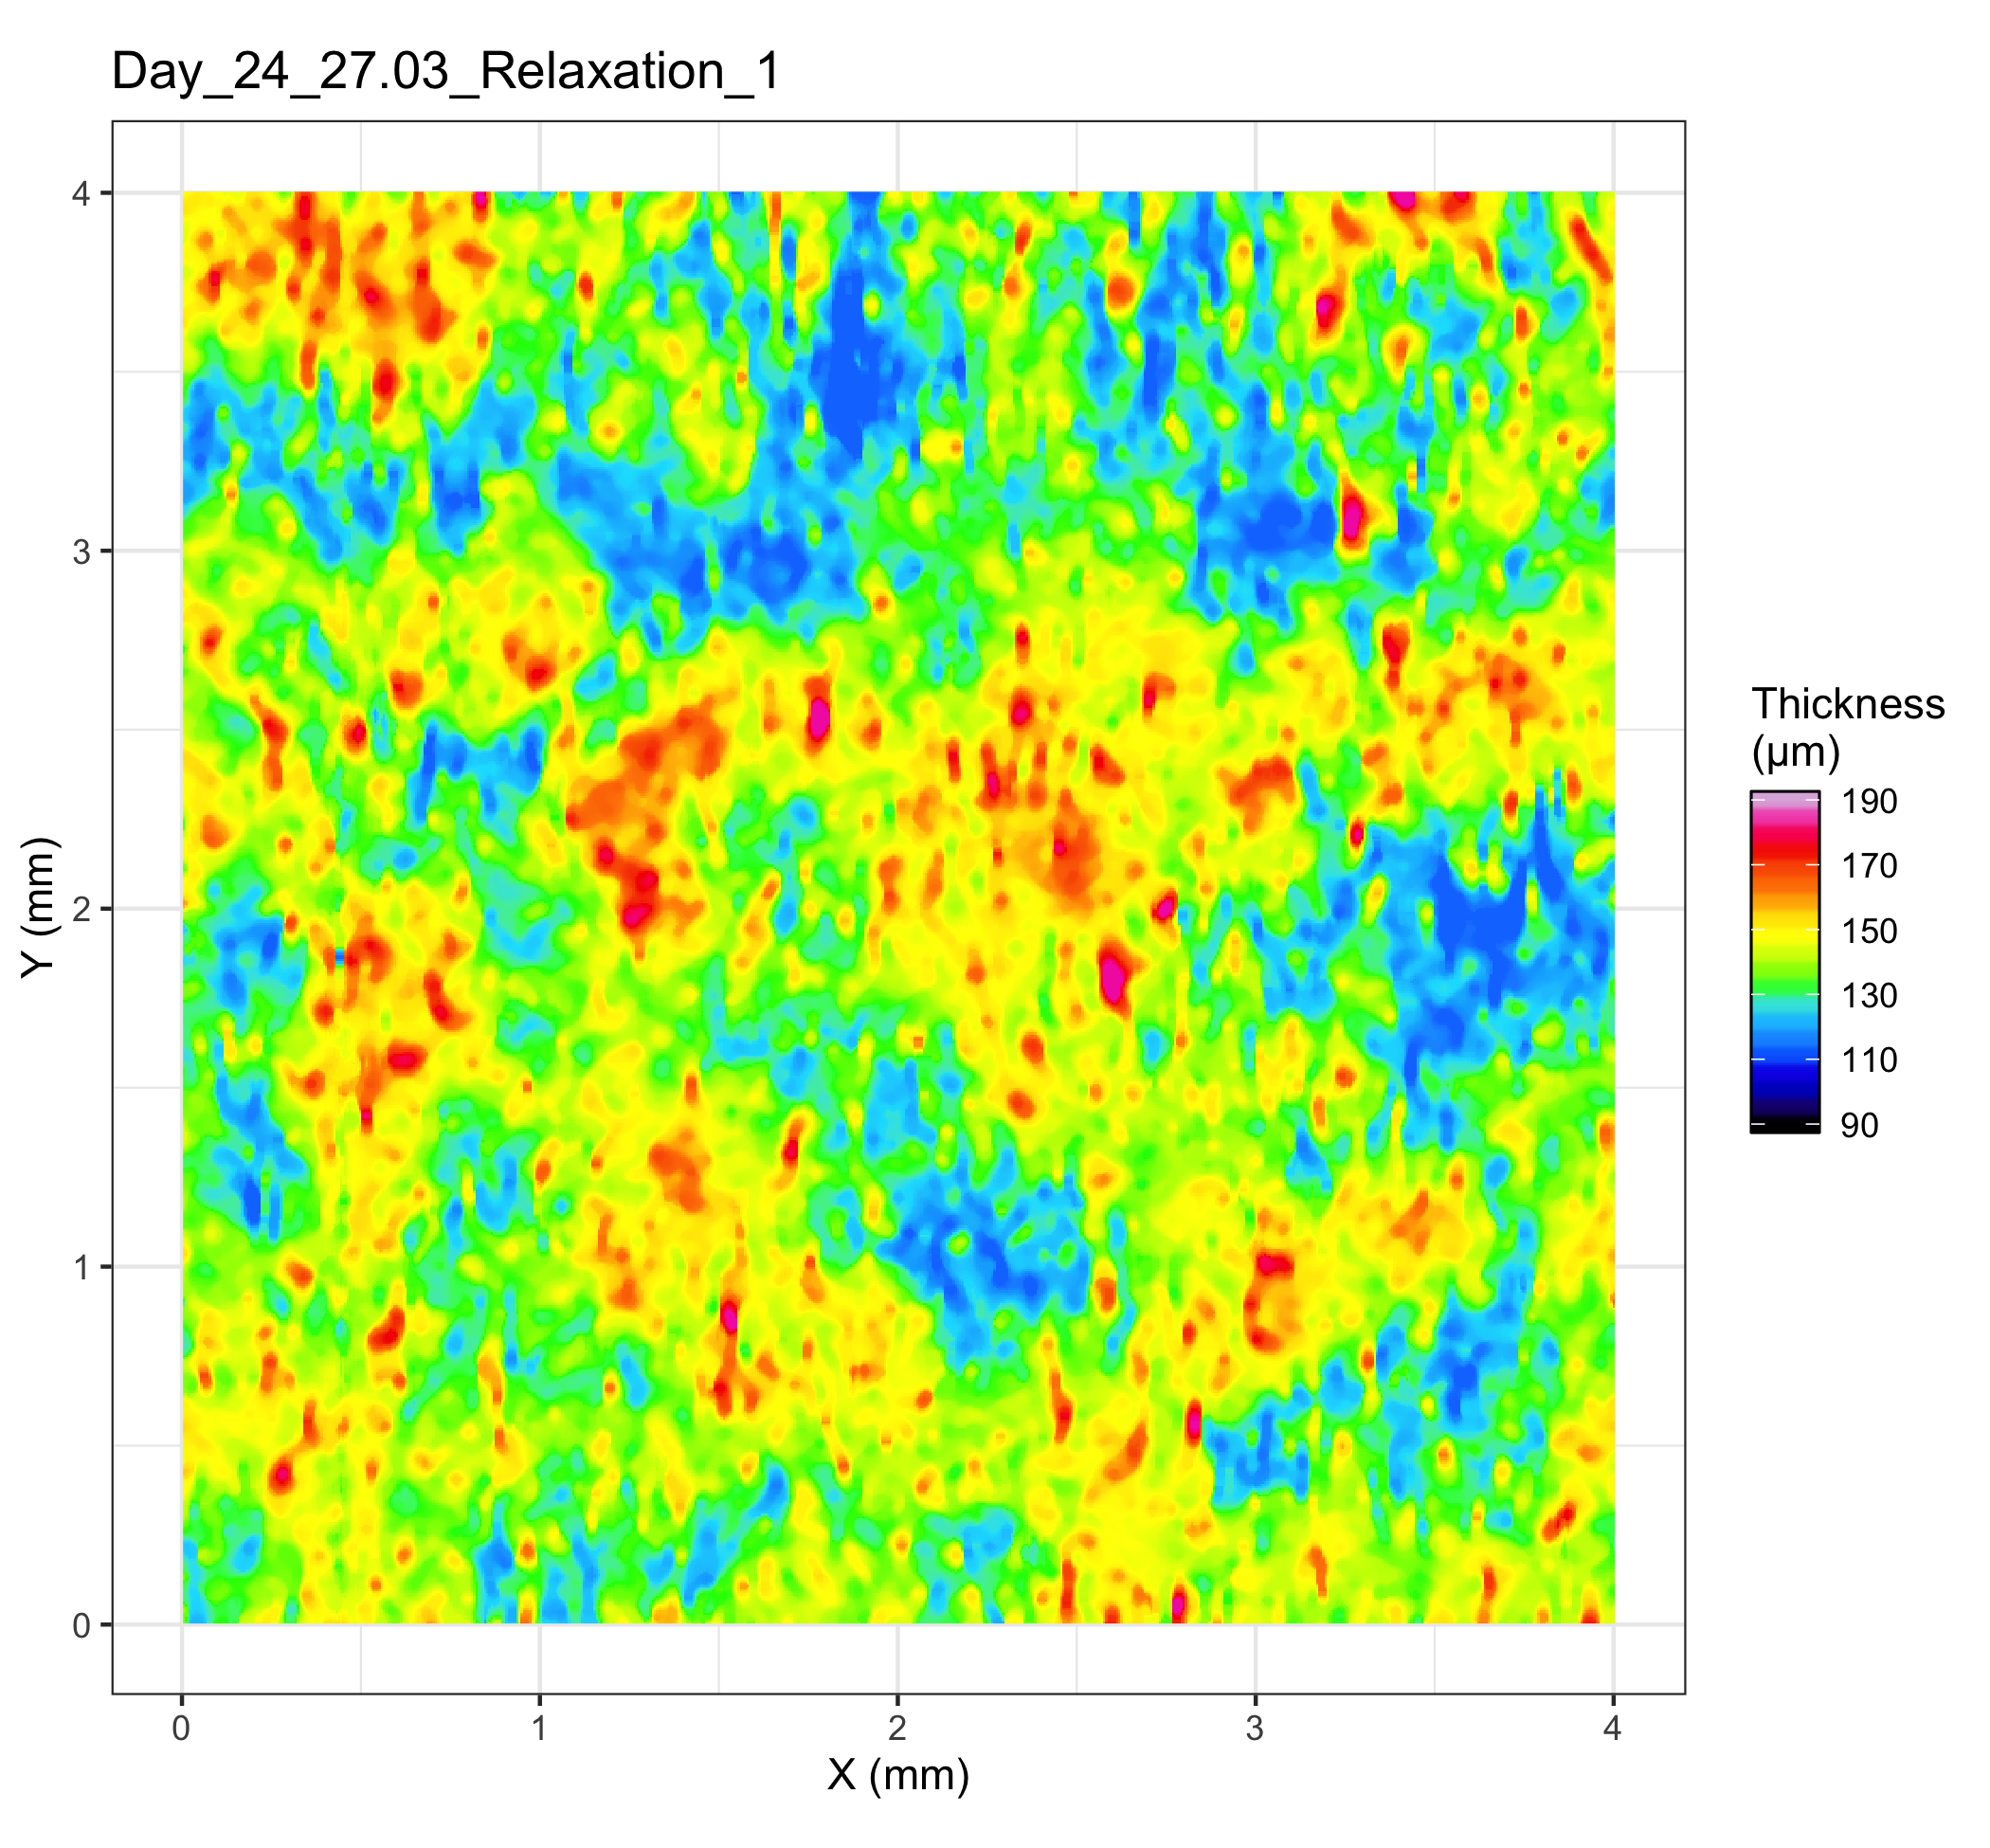 Day_24_27.03_Relaxation_1
4
3
2
1
0
Y (mm)
0 1 2 3 4
X (mm)
Thickness
(µm)
190
170
150
130
110
90